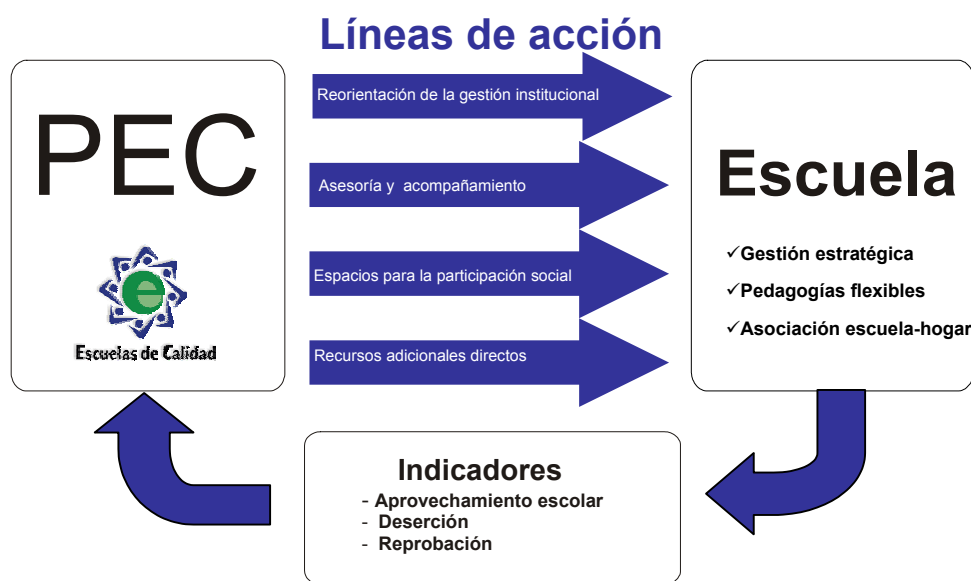 Líneas de acción
PEC
e
Escuelas de Calidad
Reorientación de la gestión institucional
Asesoría y acompañamiento
Espacios para la participación social
Recursos adicionales directos
Escuela
✓Gestión estratégica
✓Pedagogías flexibles
✓Asociación escuela-hogar
Indicadores
- Aprovechamiento escolar
- Deserción
- Reprobación